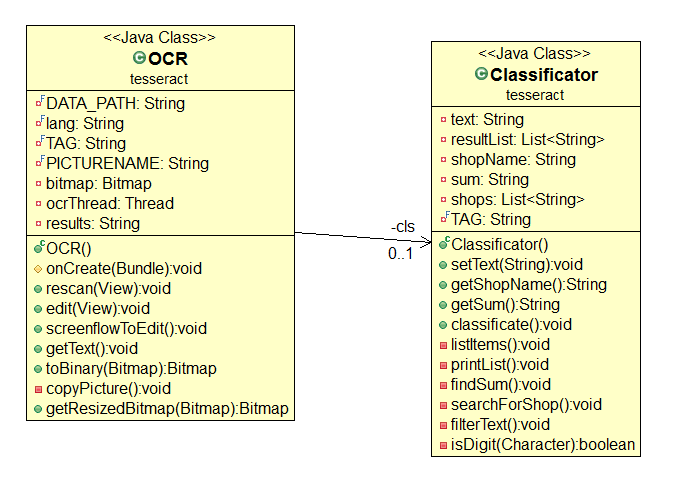 <<Java Class>>
OCR
tesseract
DATA_PATH: String
lang: String
TAG: String
PICTURENAME: String
bitmap: Bitmap
ocrThread: Thread
results: String
OCR()
onCreate(Bundle):void
rescan(View):void
edit(View):void
screenflowToEdit():void
getText():void
toBinary(Bitmap):Bitmap
copyPicture():void
getResizedBitmap(Bitmap):Bitmap
-cls
0..1
<<Java Class>>
Classificator
tesseract
text: String
resultList: List<String>
shopName: String
sum: String
shops: List<String>
TAG: String
Classificator()
setText(String):void
getShopName():String
getSum():String
classificate():void
listItems():void
printList():void
findSum():void
searchForShop():void
filterText():void
isDigit(Character):boolean